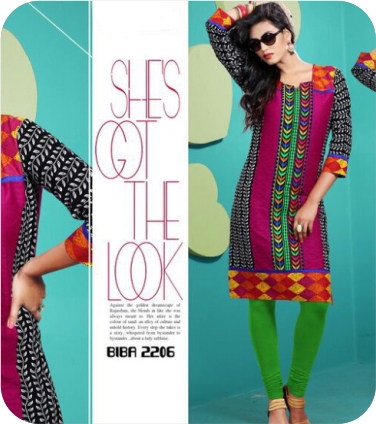 SHE'S
GOT
THE
LOOK
Against the golden dreamscape of
Rajasthan, she blends in like she was
always meant to. Her attire is the
colour of sand: an alloy of culture and
untold history. Every step she takes is
a story, whispered from bystander to
bystander , about a lady sublime.
BIBA 2206